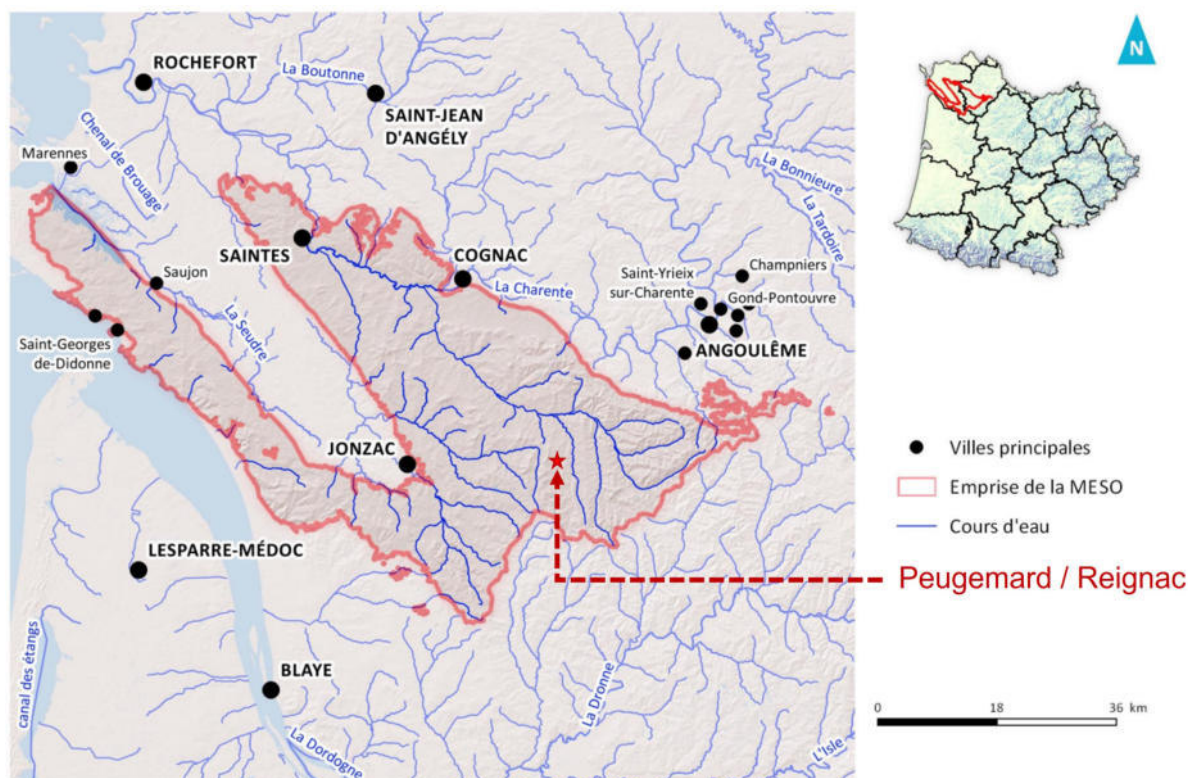 ROCHEFORT
La Boutonne
SAINT-JEAN
D'ANGÉLY
Marennes
Chenal de Brouage
La Bonnieure
La Tardoire
SAINTES
COGNAC
Saujon
La Seudre
La Charente
Saint-Yrieix
sur-Charente
Champniers
Gond-Pontouvre
ANGOULÊME
Saint-Georges
de-Didonne
JONZAC
LESPARRE-MÉDOC
BLAYE
canal des étangs
La Dordogne
La Dronne
L'Isle
N
Villes principales
Emprise de la MESO
Cours d'eau
Peugemard / Reignac
0 18 36 km